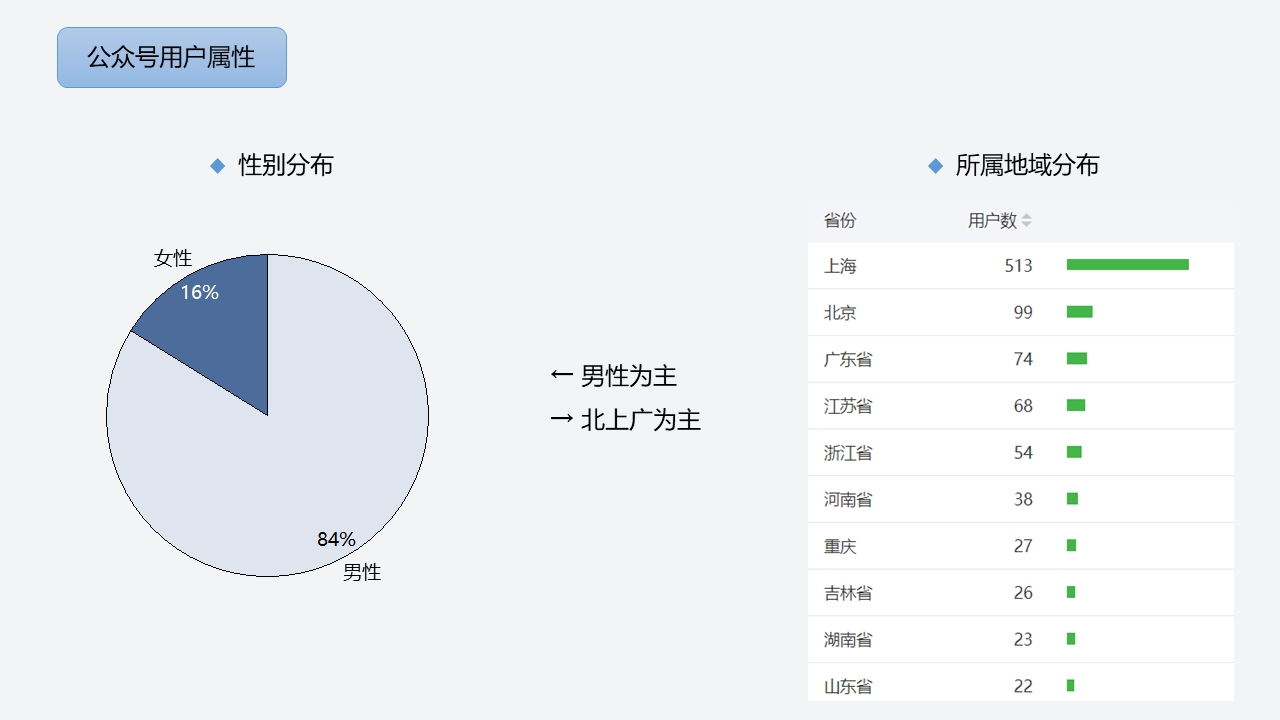 公众号用户属性
性别分布
女性
16%
84%
男性
← 男性为主
→ 北上广为主
所属地域分布
省份 用户数
上海 513
北京 99
广东省 74
江苏省 68
浙江省 54
河南省 38
重庆 27
吉林省 26
湖南省 23
山东省 22